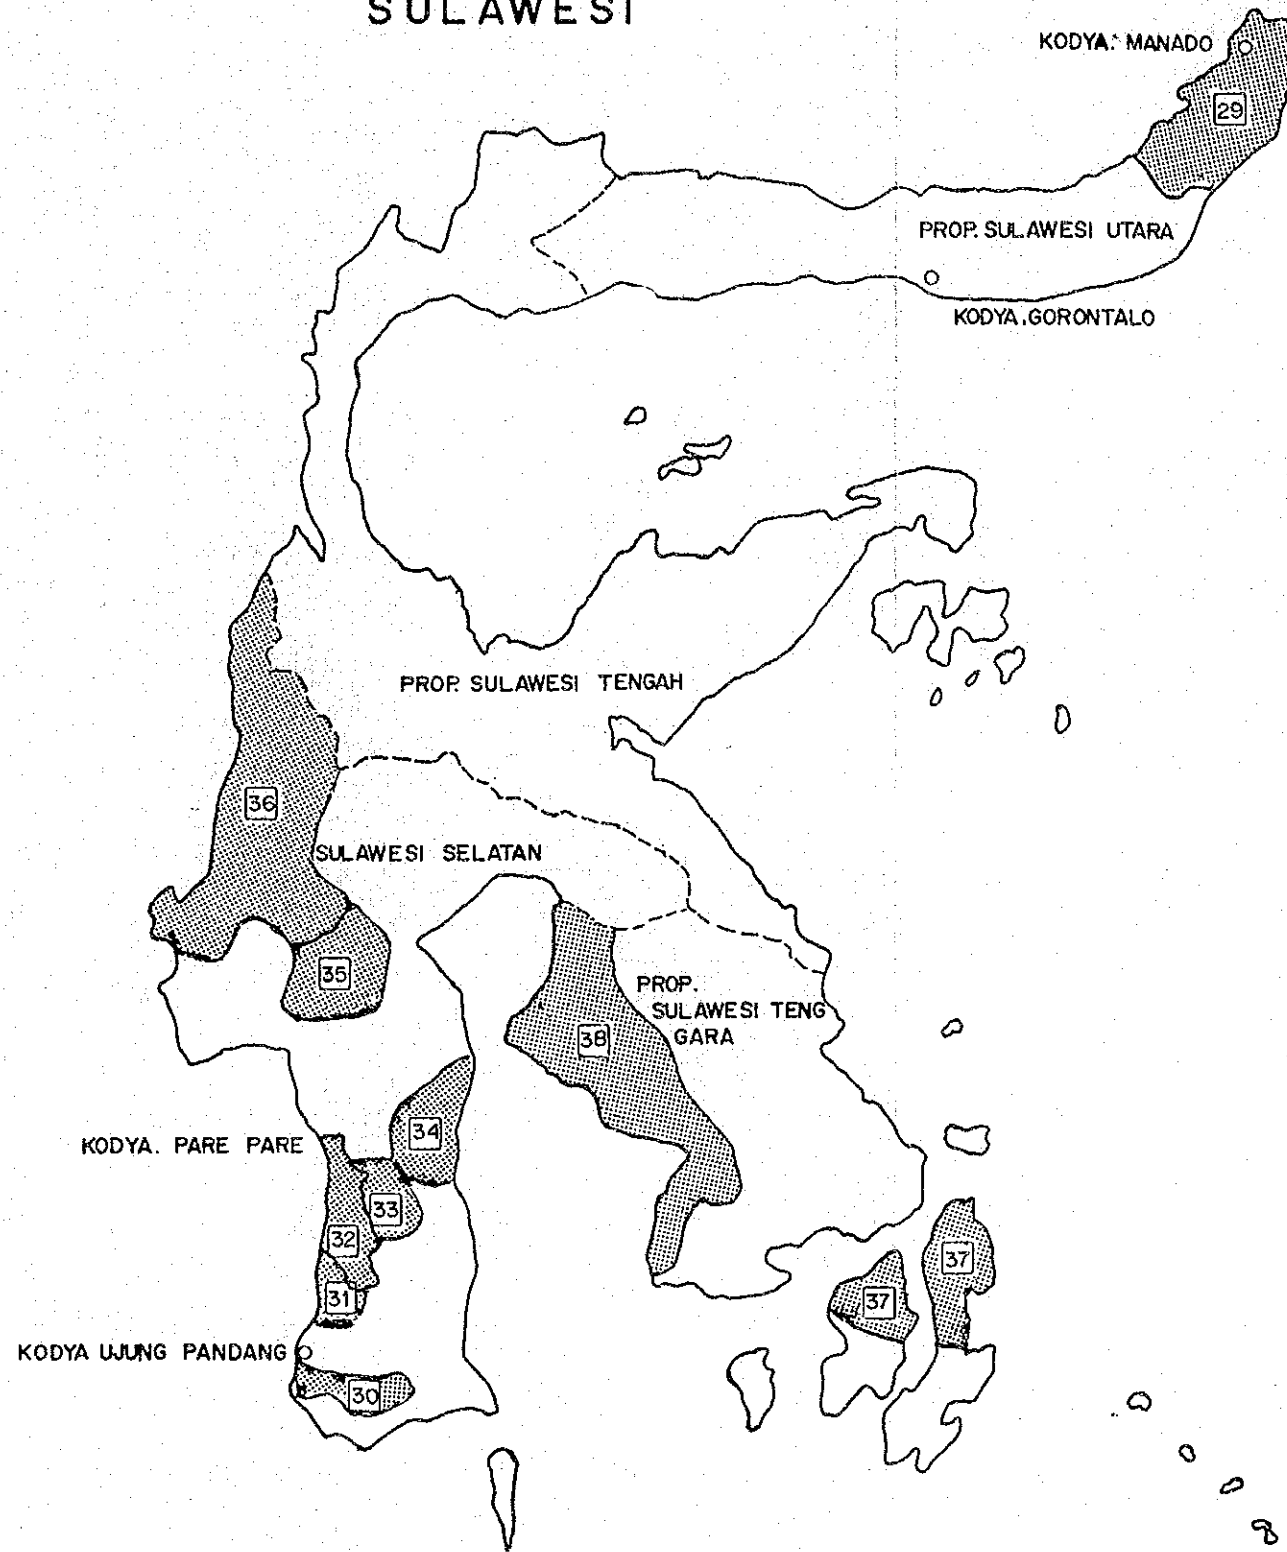 SULAWESI
KODYA. MANADO
29
PROP. SULAWESI UTARA
KODYA. GORONTALO
PROP. SULAWESI TENGAH
36
SULAWESI SELATAN
35
PROP.
SULAWESI TENG
GARA
38
34
KODYA. PARE PARE
33
32
37
31
37
KODYA UJUNG PANDANG
30